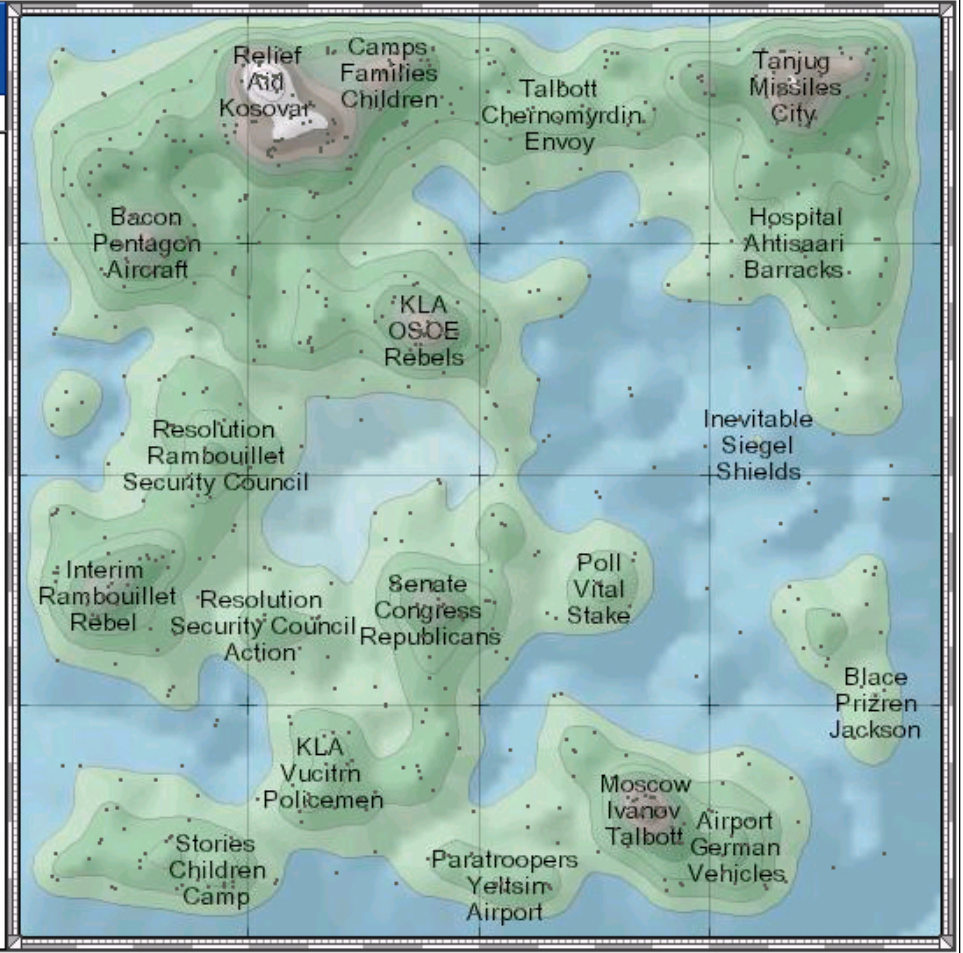 Relief
Aid
Kosovar
Camps
Families
Children
Talbott
Chernomyrdin
Envoy
Tanjug
Missiles
City
Bacon
Pentagon
Aircraft
Hospital
Ahtisaari
Barracks
KLA
OSCE
Rebels
Resolution
Rambouillet
Security Council
Inevitable
Siegel
Shields
Interim
Rambouillet
Rebel
Resolution
Security Council
Action
Senate
Congress
Republicans
Poll
Vital
Stake
Blace
Prizren
Jackson
KLA
Vucitrn
Policemen
Moscow
Ivanov
Talbott
Airport
German
Vehicles
Stories
Children
Camp
Paratroopers
Yeltsin
Airport